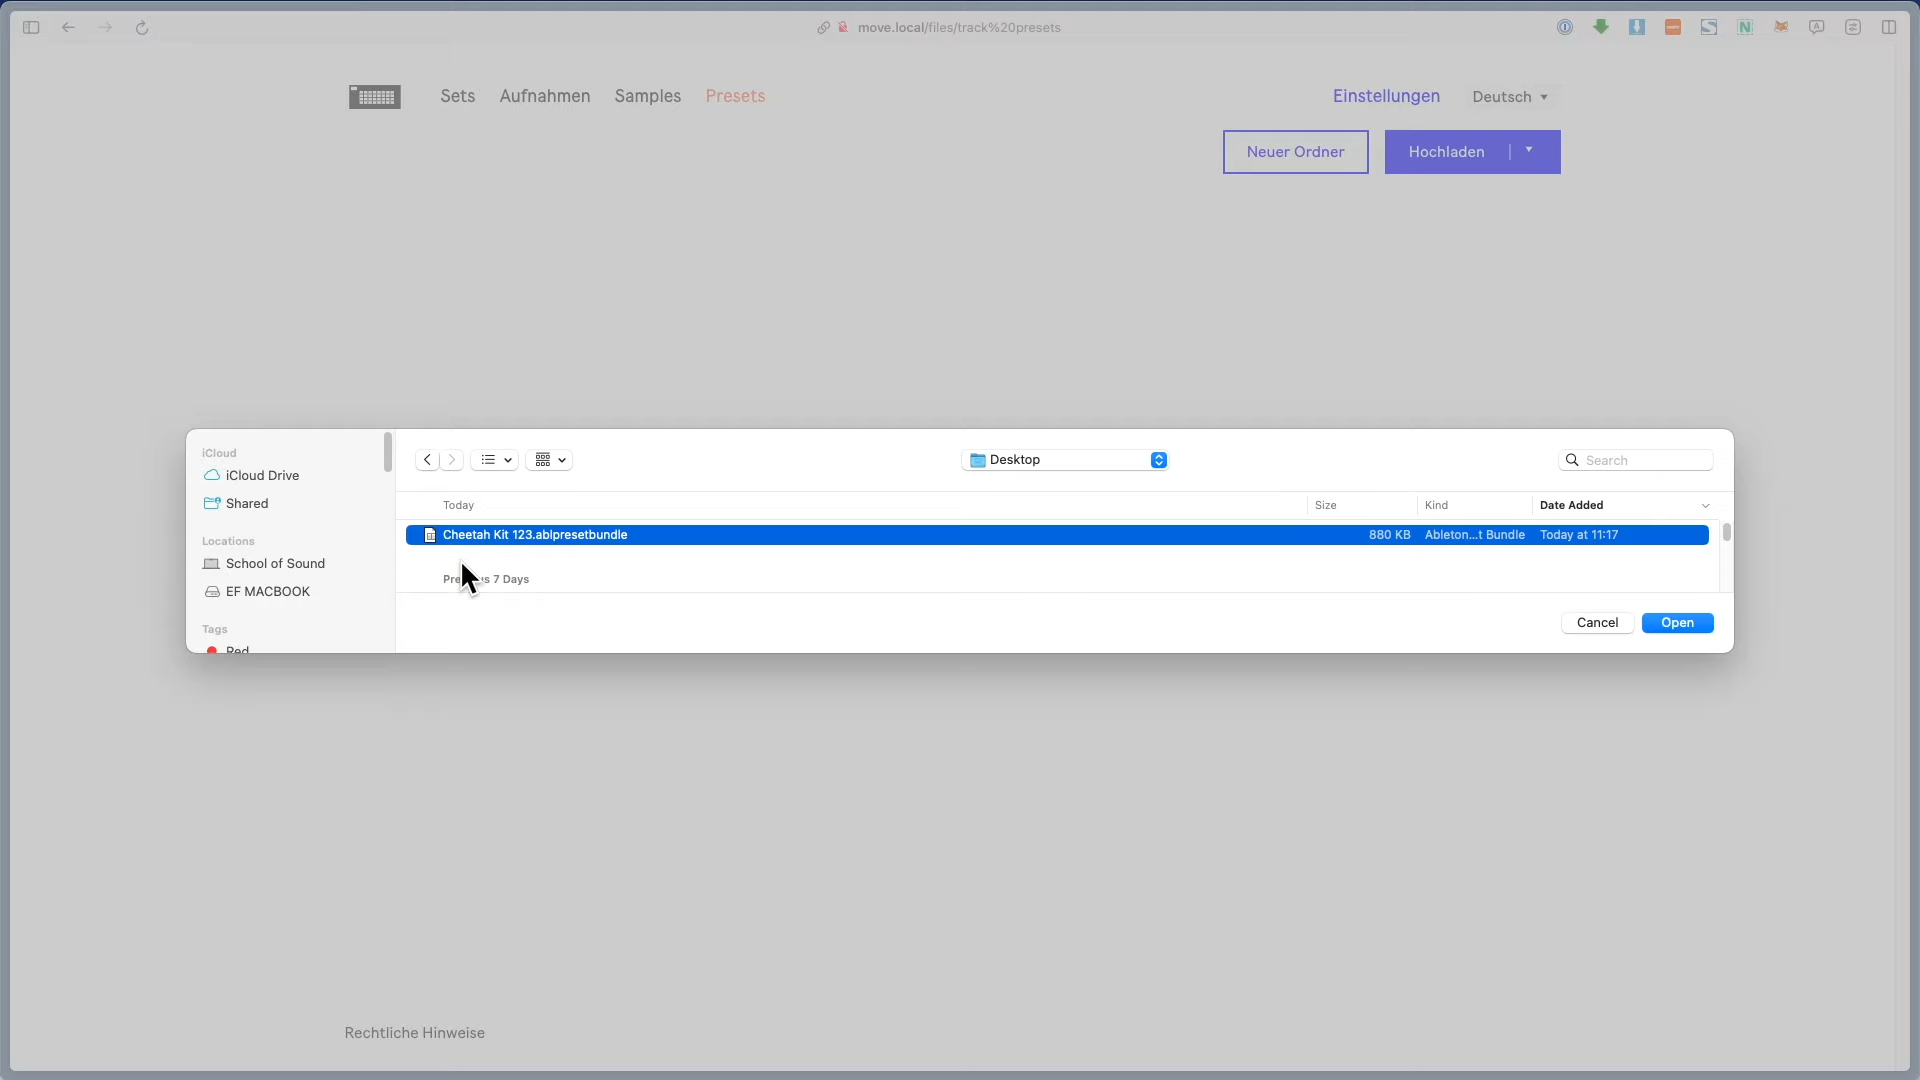 move.local/files/track%20presets
Sets Aufnahmen Samples Presets Einstellungen Deutsch
Neuer Ordner Hochladen
iCloud
iCloud Drive
Shared
Locations
School of Sound
EF MACBOOK
Tags
Red
Desktop
Search
Today Size Kind Date Added
Cheetah Kit 123.ablpresetbundle 880 KB Ableton...t Bundle Today at 11:17
7 Days
Cancel Open
Rechtliche Hinweise